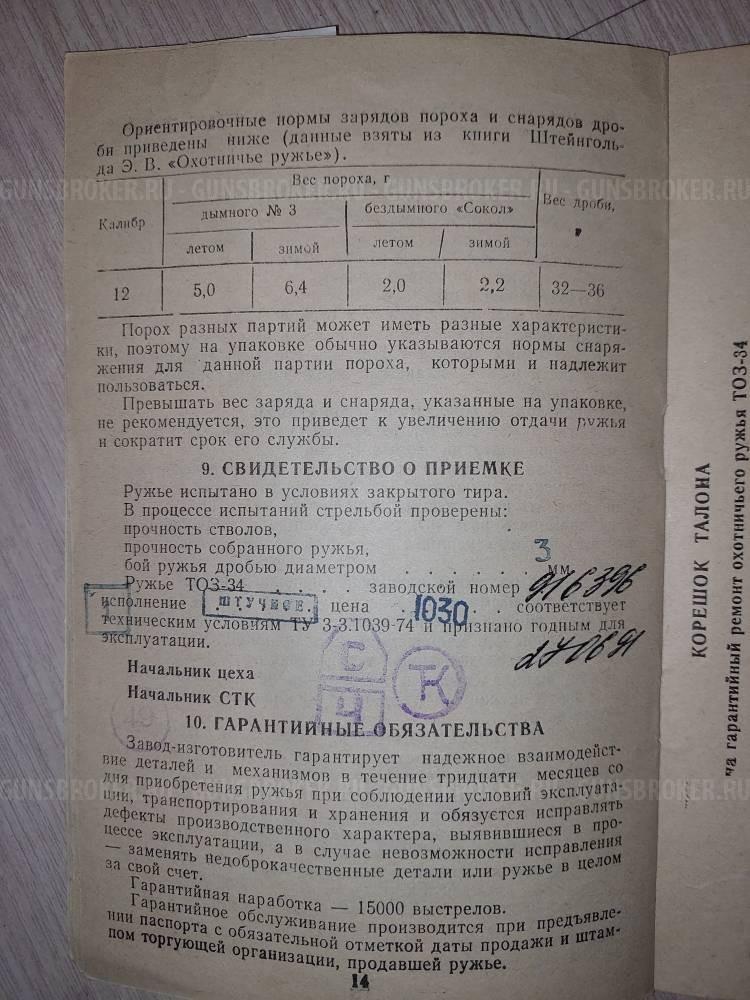 Ориентировочные нормы зарядов пороха и снарядов дро-
би приведены ниже (данные взяты из книги Штейнголь-
да Э. В. «Охотничье ружье»).
Калибр
Вес пороха, г
Вес дроби, г
дымного № 3
бездымного «Сокол»
летом зимой летом зимой
12 5,0 6,4 2,0 2,2 32—36
GUNSBROKER.RU - GUNSBROKER.RU - GUNSBROKER.RU - GUNSBROKER.RU
Порох разных партий может иметь разные характеристи-
ки, поэтому на упаковке обычно указываются нормы снаря-
жения для данной партии пороха, которыми и надлежит
пользоваться.
Превышать вес заряда и снаряда, указанные на упаковке,
не рекомендуется, это приведет к увеличению отдачи ружья
и сократит срок его службы.
9. СВИДЕТЕЛЬСТВО О ПРИЕМКЕ
Ружье испытано в условиях закрытого тира.
В процессе испытаний стрельбой проверены:
прочность стволов,
прочность собранного ружья,
бой ружья дробью диаметром . . . . . . . 3 мм
Ружье ТОЗ-34 . . . . . заводской номер 916396
исполнение ШТУЧНОЕ. цена . 1030 . . соответствует
техническим условиям ТУ 3-3.1039-74 и признано годным для
эксплуатации.
270691
Начальник цеха
Начальник СТК
10. ГАРАНТИЙНЫЕ ОБЯЗАТЕЛЬСТВА
Завод-изготовитель гарантирует надежное взаимодейст-
вие деталей и механизмов в течение тридцати месяцев со
дня приобретения ружья при соблюдении условий эксплуата-
ции, транспортирования и хранения и обязуется исправлять
дефекты производственного характера, выявившиеся в про-
цессе эксплуатации, а в случае невозможности исправления
— заменять недоброкачественные детали или ружье в целом
за свой счет.
Гарантийная наработка — 15000 выстрелов.
Гарантийное обслуживание производится при предъявле-
нии паспорта с обязательной отметкой даты продажи и штам-
пом торгующей организации, продавшей ружье.
14
КОРЕШОК ТАЛОНА
на гарантийный ремонт охотничьего ружья ТОЗ-34